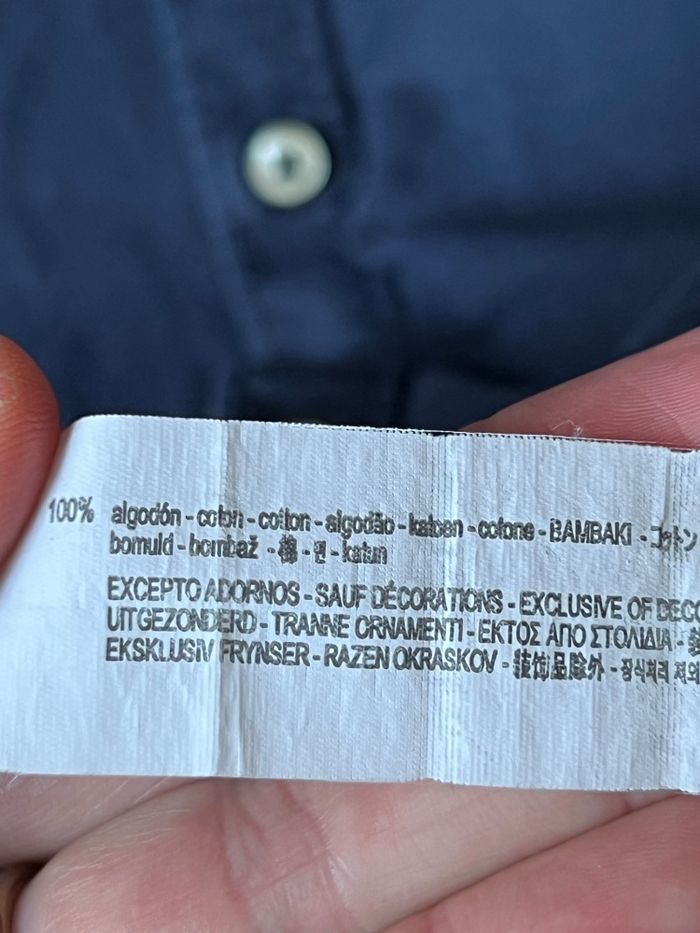 100% algodón - coton - cotton - algodão - katoen - cotone - BAMBAKI - コットン
bomuld - bombaž - 棉 - 면 - katun
EXCEPTO ADORNOS - SAUF DÉCORATIONS - EXCLUSIVE OF DECO
UITGEZONDERD - TRANNE ORNAMENTI - ΕΚΤΟΣ ΑΠΟ ΣΤΟΛΙΔΙΑ -
EKSKLUSIV FRYNSER - RAZEN OKRASKOV - 装饰品除外 - 장식처리 제외